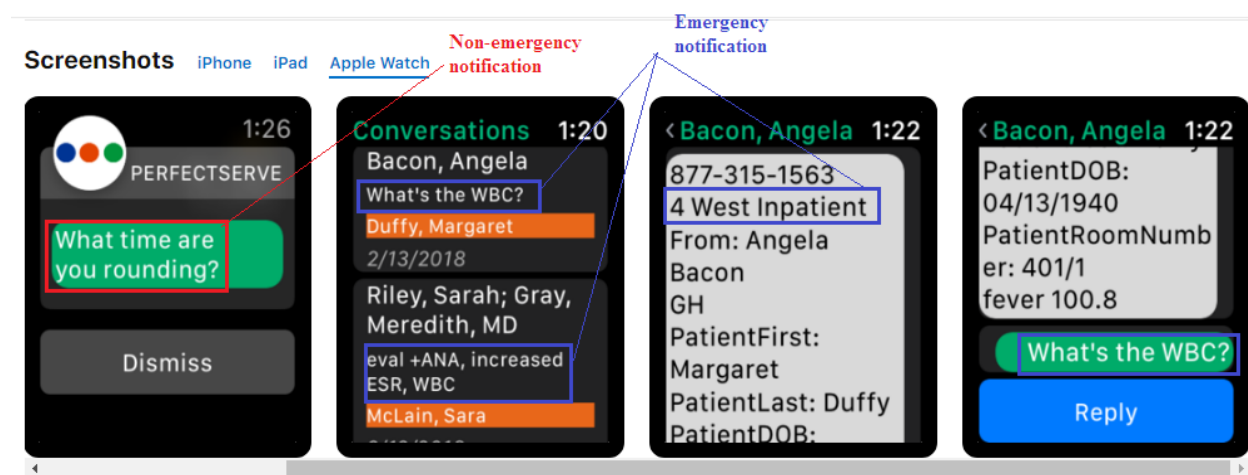 Emergency
notification
Non-emergency
notification
Screenshots iPhone iPad Apple Watch
1:26
PERFECTSERVE
What time are
you rounding?
Dismiss
Conversations 1:20
Bacon, Angela
What's the WBC?
Duffy, Margaret
2/13/2018
Riley, Sarah; Gray,
Meredith, MD
eval +ANA, increased
ESR, WBC
McLain, Sara
<Bacon, Angela 1:22
877-315-1563
4 West Inpatient
From: Angela
Bacon
GH
PatientFirst:
Margaret
PatientLast: Duffy
PatientDOB:
<Bacon, Angela 1:22
PatientDOB:
04/13/1940
PatientRoomNumb
er: 401/1
fever 100.8
What's the WBC?
Reply